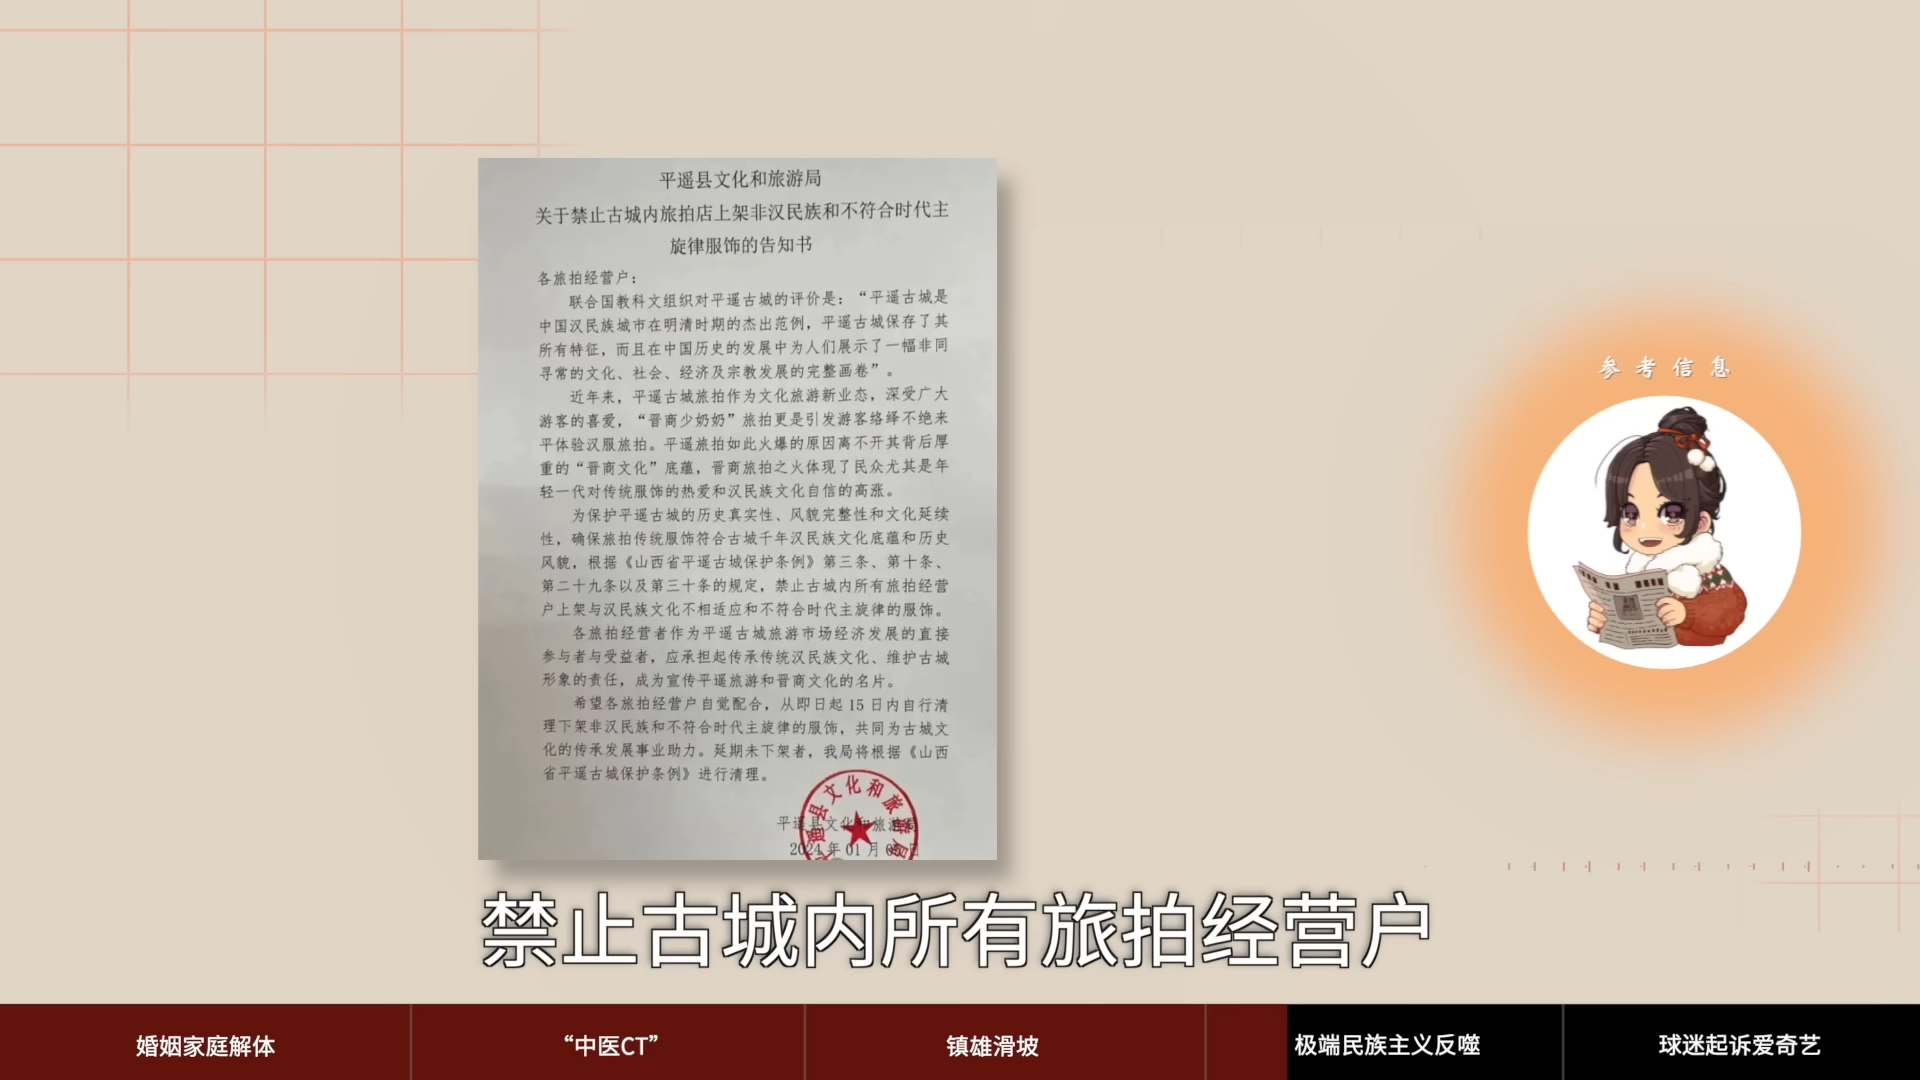 平遥县文化和旅游局
关于禁止古城内旅拍店上架非汉民族和不符合时代主
旋律服饰的告知书
各旅拍经营户：
联合国教科文组织对平遥古城的评价是：“平遥古城是
中国汉民族城市在明清时期的杰出范例，平遥古城保存了其
所有特征，而且在中国历史的发展中为人们展示了一幅非同
寻常的文化、社会、经济及宗教发展的完整画卷”。
近年来，平遥古城旅拍作为文化旅游新业态，深受广大
游客的喜爱，“晋商少奶奶”旅拍更是引发游客络绎不绝来
平体验汉服旅拍。平遥旅拍如此火爆的原因离不开其背后厚
重的“晋商文化”底蕴，晋商旅拍之火体现了民众尤其是年
轻一代对传统服饰的热爱和汉民族文化自信的高涨。
为保护平遥古城的历史真实性、风貌完整性和文化延续
性，确保旅拍传统服饰符合古城千年汉民族文化底蕴和历史
风貌，根据《山西省平遥古城保护条例》第三条、第十条、
第二十九条以及第三十条的规定，禁止古城内所有旅拍经营
户上架与汉民族文化不相适应和不符合时代主旋律的服饰。
各旅拍经营者作为平遥古城旅游市场经济发展的直接
参与者与受益者，应承担起传承传统汉民族文化、维护古城
形象的责任，成为宣传平遥旅游和晋商文化的名片。
希望各旅拍经营户自觉配合，从即日起15日内自行清
理下架非汉民族和不符合时代主旋律的服饰，共同为古城文
化的传承发展事业助力。延期未下架者，我局将根据《山西
省平遥古城保护条例》进行清理。
平遥县文化和旅游局
2024年01月 日
参考信息
禁止古城内所有旅拍经营户
婚姻家庭解体
“中医CT”
镇雄滑坡
极端民族主义反噬
球迷起诉爱奇艺